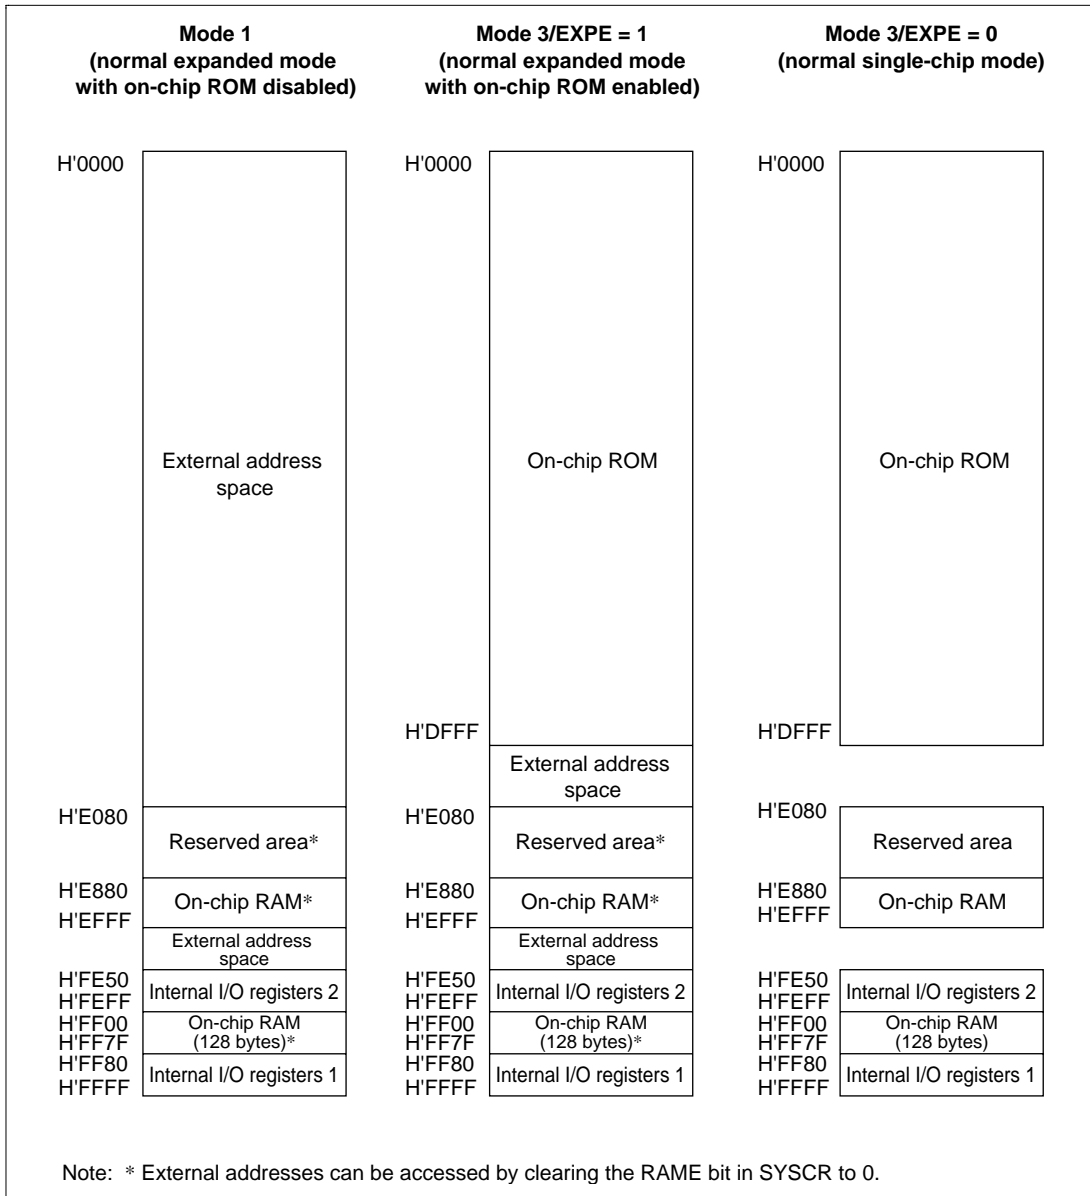 Mode 1
(normal expanded mode
with on-chip ROM disabled)
H'0000
External address
space
H'E080
Reserved area*
H'E880
On-chip RAM*
H'EFFF
External address
space
H'FE50
Internal I/O registers 2
H'FEFF
H'FF00
On-chip RAM
(128 bytes)*
H'FF7F
H'FF80
Internal I/O registers 1
H'FFFF
Mode 3/EXPE = 1
(normal expanded mode
with on-chip ROM enabled)
H'0000
On-chip ROM
H'DFFF
External address
space
H'E080
Reserved area*
H'E880
On-chip RAM*
H'EFFF
External address
space
H'FE50
Internal I/O registers 2
H'FEFF
H'FF00
On-chip RAM
(128 bytes)*
H'FF7F
H'FF80
Internal I/O registers 1
H'FFFF
Mode 3/EXPE = 0
(normal single-chip mode)
H'0000
On-chip ROM
H'DFFF
H'E080
Reserved area
H'E880
On-chip RAM
H'EFFF
H'FE50
Internal I/O registers 2
H'FEFF
H'FF00
On-chip RAM
(128 bytes)
H'FF7F
H'FF80
Internal I/O registers 1
H'FFFF
Note: * External addresses can be accessed by clearing the RAME bit in SYSCR to 0.